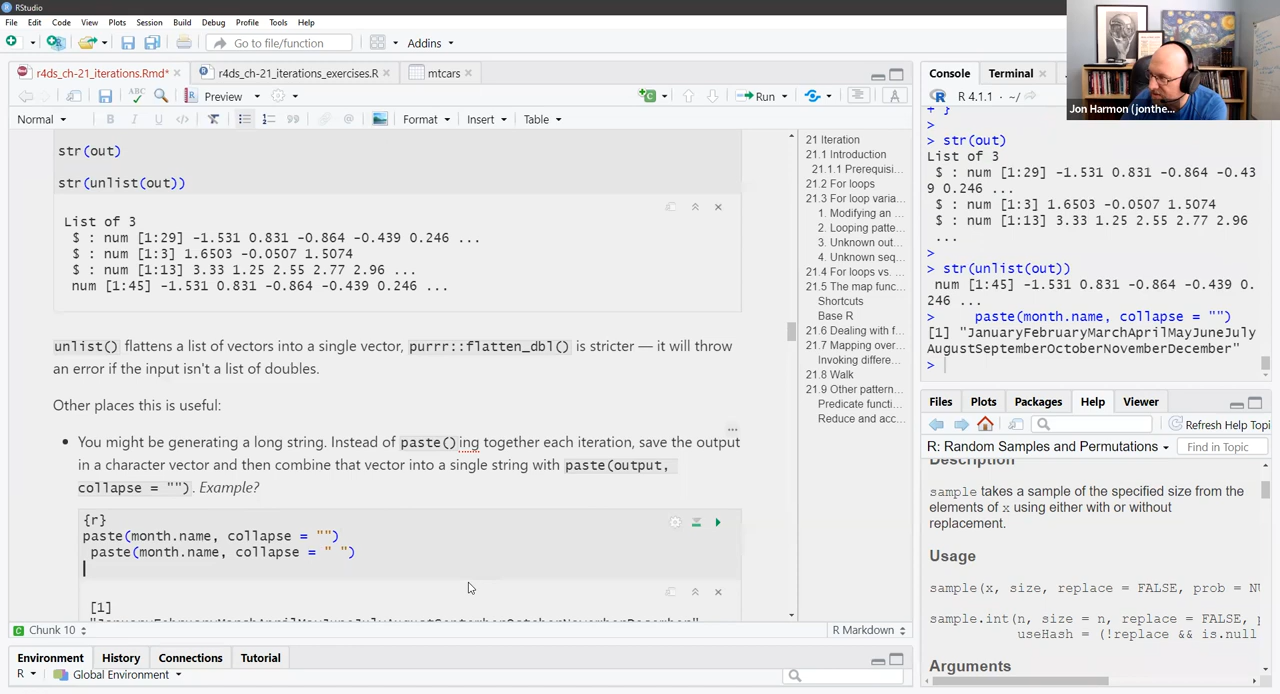 RStudio
File Edit Code View Plots Session Build Debug Profile Tools Help
Go to file/function Addins
r4ds_ch-21_iterations.Rmd* r4ds_ch-21_iterations_exercises.R mtcars
ABC Preview Run
Normal B I U Format Insert Table
str(out)
str(unlist(out))
List of 3
$ : num [1:29] -1.531 0.831 -0.864 -0.439 0.246 ...
$ : num [1:3] 1.6503 -0.0507 1.5074
$ : num [1:13] 3.33 1.25 2.55 2.77 2.96 ...
num [1:45] -1.531 0.831 -0.864 -0.439 0.246 ...
unlist() flattens a list of vectors into a single vector, purrr::flatten_dbl() is stricter — it will throw
an error if the input isn't a list of doubles.
Other places this is useful:
• You might be generating a long string. Instead of paste()ing together each iteration, save the output
in a character vector and then combine that vector into a single string with paste(output,
collapse = ""). Example?
{r}
paste(month.name, collapse = "")
paste(month.name, collapse = " ")
[1]
Chunk 10 R Markdown
21 Iteration
21.1 Introduction
21.1.1 Prerequisi...
21.2 For loops
21.3 For loop varia...
1. Modifying an ...
2. Looping patte...
3. Unknown out...
4. Unknown seq...
21.4 For loops vs. ...
21.5 The map func...
Shortcuts
Base R
21.6 Dealing with f...
21.7 Mapping over...
Invoking differe...
21.8 Walk
21.9 Other pattern...
Predicate functi...
Reduce and acc...
Environment History Connections Tutorial
R Global Environment
Console Terminal
R 4.1.1 · ~/
Jon Harmon (jonthe...
+ }
>
> str(out)
List of 3
$ : num [1:29] -1.531 0.831 -0.864 -0.43
9 0.246 ...
$ : num [1:3] 1.6503 -0.0507 1.5074
$ : num [1:13] 3.33 1.25 2.55 2.77 2.96
...
>
> str(unlist(out))
num [1:45] -1.531 0.831 -0.864 -0.439 0.
246 ...
> paste(month.name, collapse = "")
[1] "JanuaryFebruaryMarchAprilMayJuneJuly
AugustSeptemberOctoberNovemberDecember"
>
Files Plots Packages Help Viewer
Refresh Help Topi
R: Random Samples and Permutations Find in Topic
Description
sample takes a sample of the specified size from the
elements of x using either with or without
replacement.
Usage
sample(x, size, replace = FALSE, prob = NU
sample.int(n, size = n, replace = FALSE, p
useHash = (!replace && is.null
Arguments